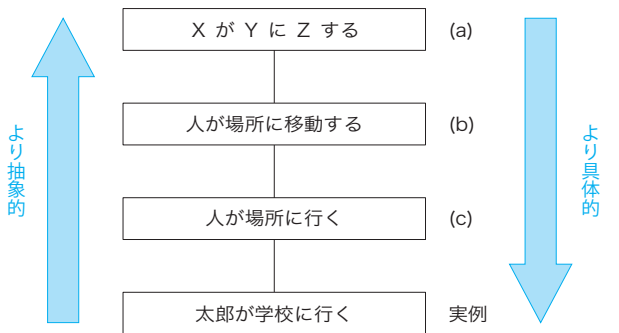 X が Y に Z する (a)
人が場所に移動する (b)
人が場所に行く (c)
太郎が学校に行く 実例
より抽象的
より具体的